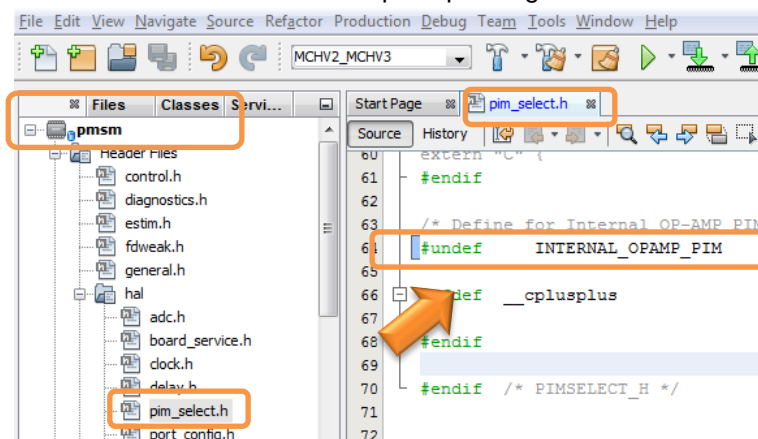 File Edit View Navigate Source Refactor Production Debug Team Tools Window Help
MCHV2_MCHV3
Files Classes Servi...
Start Page pim_select.h
pmsm
Source History
Header Files
control.h
diagnostics.h
estim.h
fdweak.h
general.h
hal
adc.h
board_service.h
clock.h
delay.h
pim_select.h
port_config.h
60 extern "C" {
61 #endif
62
63 /* Define for Internal OP-AMP PIM
64 #undef INTERNAL_OPAMP_PIM
65
66 def __cplusplus
67
68 #endif
69
70 #endif /* PIMSELECT_H */
71
72